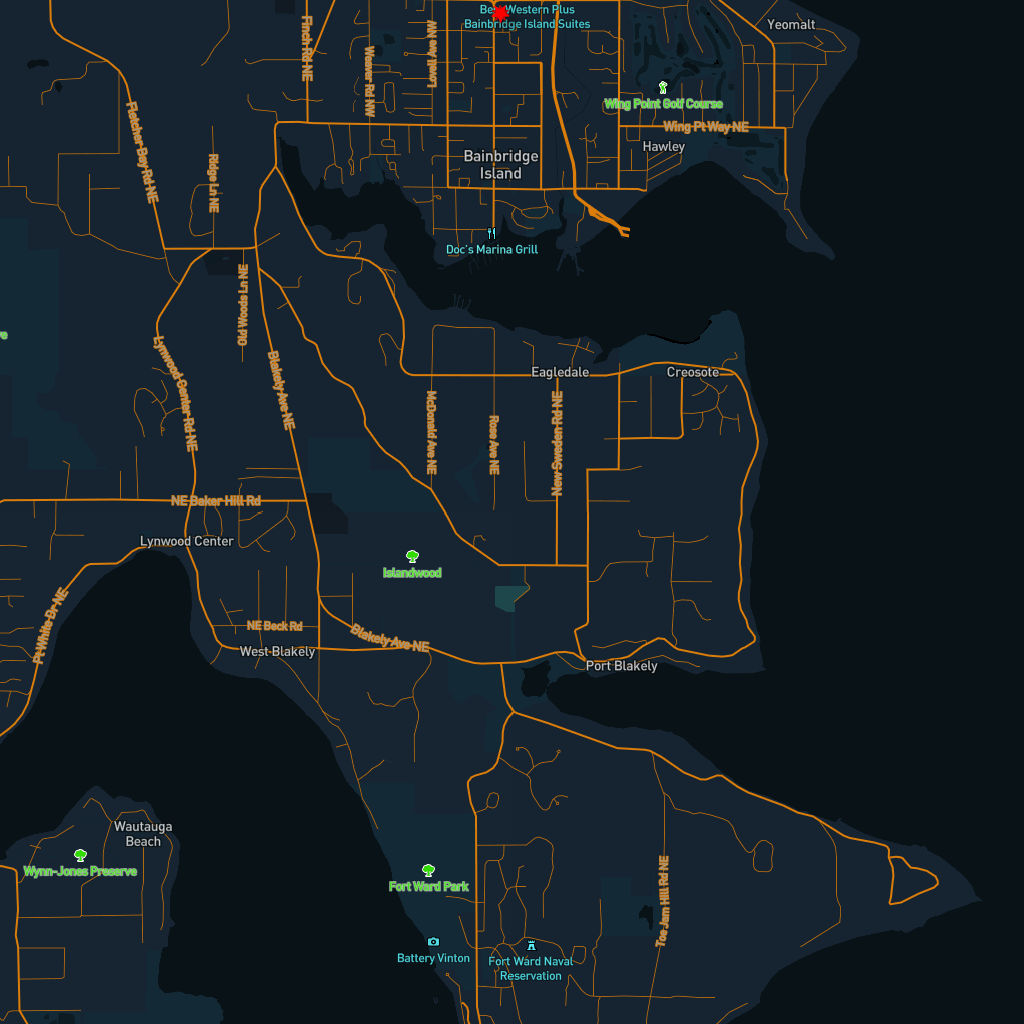 Best Western Plus
Bainbridge Island Suites
Yeomalt
Finch Rd NE
Weaver Rd NW
Lovell Ave NW
Wing Point Golf Course
Fletcher Bay Rd NE
Wing Pt Way NE
Hawley
Bainbridge
Island
Ridge Ln NE
Doc's Marina Grill
Old Woods Ln NE
Lynwood Center Rd NE
Blakely Ave NE
Eagledale
Creosote
McDonald Ave NE
Rose Ave NE
New Sweden Rd NE
NE Baker Hill Rd
Lynwood Center
Islandwood
Pt White Dr NE
NE Beck Rd
Blakely Ave NE
West Blakely
Port Blakely
Wautauga
Beach
Wynn-Jones Preserve
Fort Ward Park
Toe Jam Hill Rd NE
Battery Vinton
Fort Ward Naval
Reservation